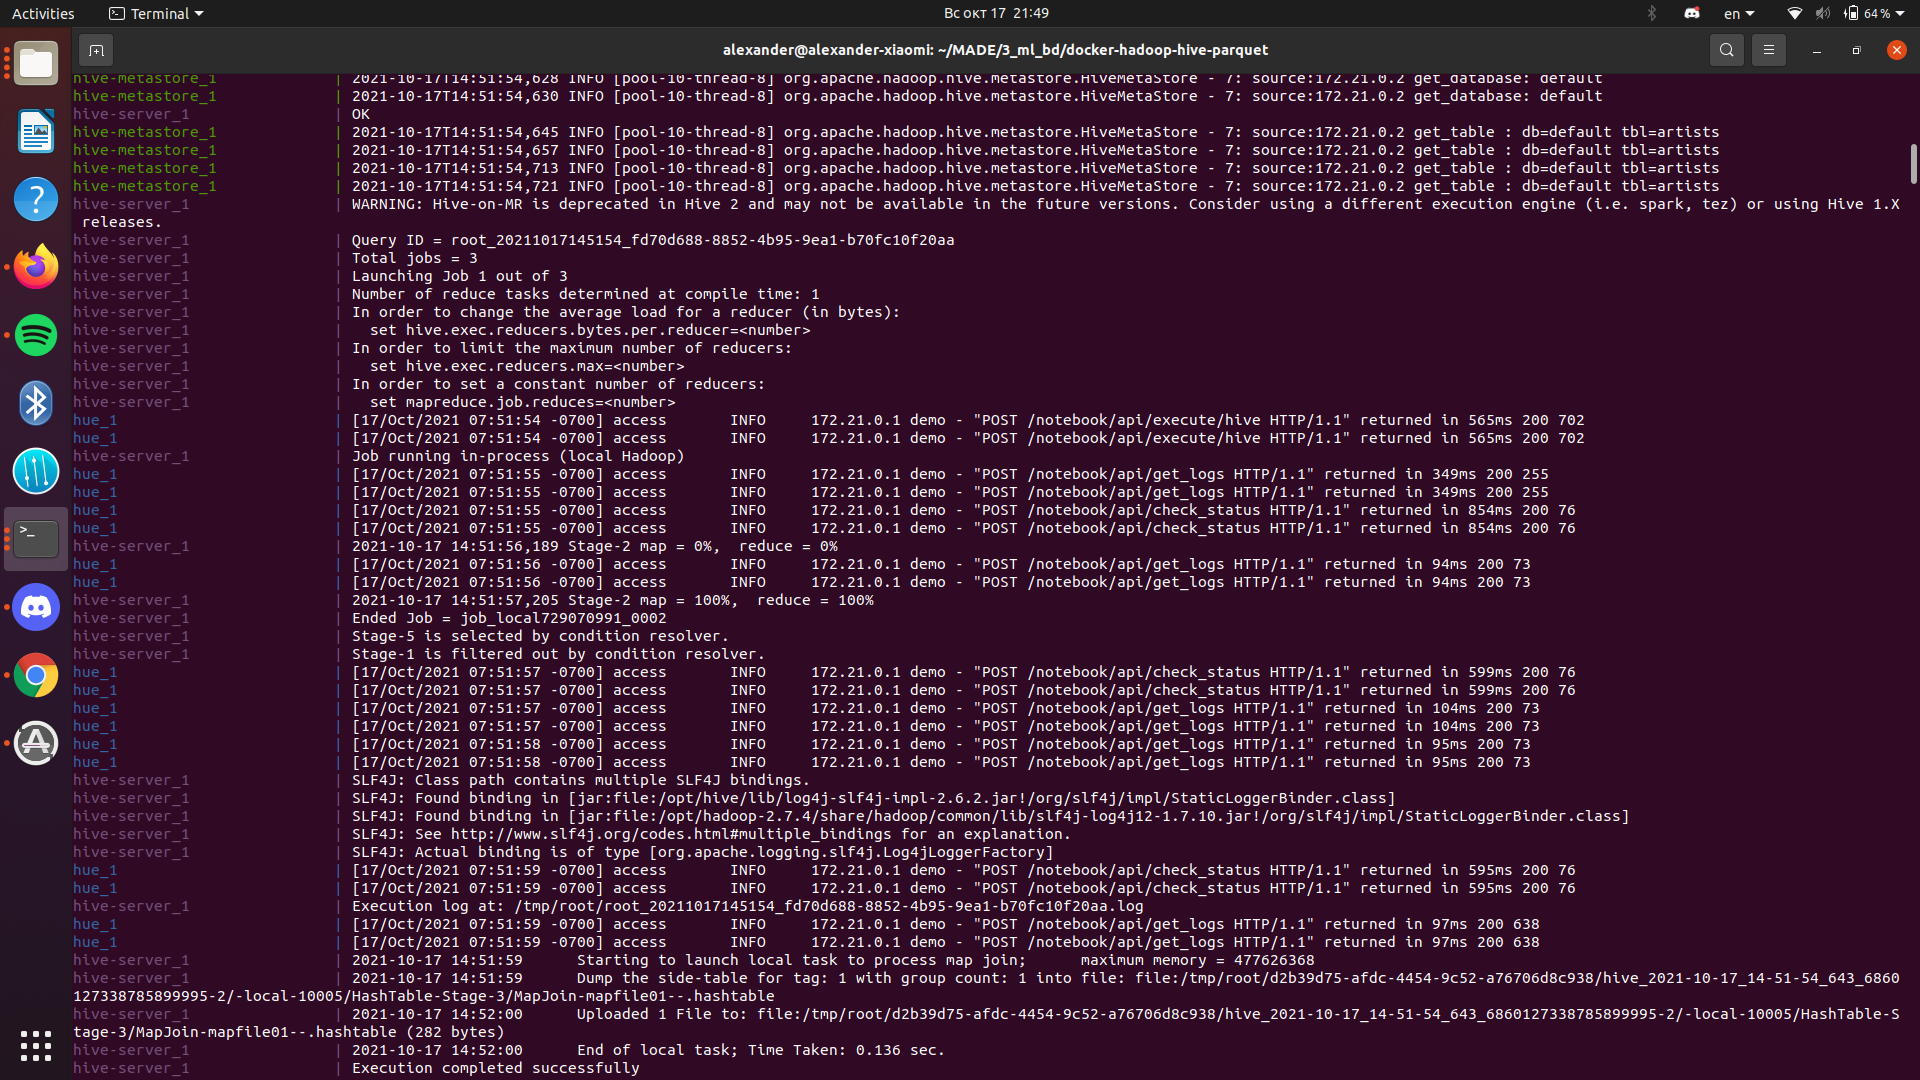 Activities Terminal Вс окт 17 21:49 en 64 %
alexander@alexander-xiaomi: ~/MADE/3_ml_bd/docker-hadoop-hive-parquet
hive-metastore_1 | 2021-10-17T14:51:54,628 INFO [pool-10-thread-8] org.apache.hadoop.hive.metastore.HiveMetaStore - 7: source:172.21.0.2 get_database: default
hive-metastore_1 | 2021-10-17T14:51:54,630 INFO [pool-10-thread-8] org.apache.hadoop.hive.metastore.HiveMetaStore - 7: source:172.21.0.2 get_database: default
hive-server_1 | OK
hive-metastore_1 | 2021-10-17T14:51:54,645 INFO [pool-10-thread-8] org.apache.hadoop.hive.metastore.HiveMetaStore - 7: source:172.21.0.2 get_table : db=default tbl=artists
hive-metastore_1 | 2021-10-17T14:51:54,657 INFO [pool-10-thread-8] org.apache.hadoop.hive.metastore.HiveMetaStore - 7: source:172.21.0.2 get_table : db=default tbl=artists
hive-metastore_1 | 2021-10-17T14:51:54,713 INFO [pool-10-thread-8] org.apache.hadoop.hive.metastore.HiveMetaStore - 7: source:172.21.0.2 get_table : db=default tbl=artists
hive-metastore_1 | 2021-10-17T14:51:54,721 INFO [pool-10-thread-8] org.apache.hadoop.hive.metastore.HiveMetaStore - 7: source:172.21.0.2 get_table : db=default tbl=artists
hive-server_1 | WARNING: Hive-on-MR is deprecated in Hive 2 and may not be available in the future versions. Consider using a different execution engine (i.e. spark, tez) or using Hive 1.X
releases.
hive-server_1 | Query ID = root_20211017145154_fd70d688-8852-4b95-9ea1-b70fc10f20aa
hive-server_1 | Total jobs = 3
hive-server_1 | Launching Job 1 out of 3
hive-server_1 | Number of reduce tasks determined at compile time: 1
hive-server_1 | In order to change the average load for a reducer (in bytes):
hive-server_1 | set hive.exec.reducers.bytes.per.reducer=<number>
hive-server_1 | In order to limit the maximum number of reducers:
hive-server_1 | set hive.exec.reducers.max=<number>
hive-server_1 | In order to set a constant number of reducers:
hive-server_1 | set mapreduce.job.reduces=<number>
hue_1 | [17/Oct/2021 07:51:54 -0700] access INFO 172.21.0.1 demo - "POST /notebook/api/execute/hive HTTP/1.1" returned in 565ms 200 702
hue_1 | [17/Oct/2021 07:51:54 -0700] access INFO 172.21.0.1 demo - "POST /notebook/api/execute/hive HTTP/1.1" returned in 565ms 200 702
hive-server_1 | Job running in-process (local Hadoop)
hue_1 | [17/Oct/2021 07:51:55 -0700] access INFO 172.21.0.1 demo - "POST /notebook/api/get_logs HTTP/1.1" returned in 349ms 200 255
hue_1 | [17/Oct/2021 07:51:55 -0700] access INFO 172.21.0.1 demo - "POST /notebook/api/get_logs HTTP/1.1" returned in 349ms 200 255
hue_1 | [17/Oct/2021 07:51:55 -0700] access INFO 172.21.0.1 demo - "POST /notebook/api/check_status HTTP/1.1" returned in 854ms 200 76
hue_1 | [17/Oct/2021 07:51:55 -0700] access INFO 172.21.0.1 demo - "POST /notebook/api/check_status HTTP/1.1" returned in 854ms 200 76
hive-server_1 | 2021-10-17 14:51:56,189 Stage-2 map = 0%, reduce = 0%
hue_1 | [17/Oct/2021 07:51:56 -0700] access INFO 172.21.0.1 demo - "POST /notebook/api/get_logs HTTP/1.1" returned in 94ms 200 73
hue_1 | [17/Oct/2021 07:51:56 -0700] access INFO 172.21.0.1 demo - "POST /notebook/api/get_logs HTTP/1.1" returned in 94ms 200 73
hive-server_1 | 2021-10-17 14:51:57,205 Stage-2 map = 100%, reduce = 100%
hive-server_1 | Ended Job = job_local729070991_0002
hive-server_1 | Stage-5 is selected by condition resolver.
hive-server_1 | Stage-1 is filtered out by condition resolver.
hue_1 | [17/Oct/2021 07:51:57 -0700] access INFO 172.21.0.1 demo - "POST /notebook/api/check_status HTTP/1.1" returned in 599ms 200 76
hue_1 | [17/Oct/2021 07:51:57 -0700] access INFO 172.21.0.1 demo - "POST /notebook/api/check_status HTTP/1.1" returned in 599ms 200 76
hue_1 | [17/Oct/2021 07:51:57 -0700] access INFO 172.21.0.1 demo - "POST /notebook/api/get_logs HTTP/1.1" returned in 104ms 200 73
hue_1 | [17/Oct/2021 07:51:57 -0700] access INFO 172.21.0.1 demo - "POST /notebook/api/get_logs HTTP/1.1" returned in 104ms 200 73
hue_1 | [17/Oct/2021 07:51:58 -0700] access INFO 172.21.0.1 demo - "POST /notebook/api/get_logs HTTP/1.1" returned in 95ms 200 73
hue_1 | [17/Oct/2021 07:51:58 -0700] access INFO 172.21.0.1 demo - "POST /notebook/api/get_logs HTTP/1.1" returned in 95ms 200 73
hive-server_1 | SLF4J: Class path contains multiple SLF4J bindings.
hive-server_1 | SLF4J: Found binding in [jar:file:/opt/hive/lib/log4j-slf4j-impl-2.6.2.jar!/org/slf4j/impl/StaticLoggerBinder.class]
hive-server_1 | SLF4J: Found binding in [jar:file:/opt/hadoop-2.7.4/share/hadoop/common/lib/slf4j-log4j12-1.7.10.jar!/org/slf4j/impl/StaticLoggerBinder.class]
hive-server_1 | SLF4J: See http://www.slf4j.org/codes.html#multiple_bindings for an explanation.
hive-server_1 | SLF4J: Actual binding is of type [org.apache.logging.slf4j.Log4jLoggerFactory]
hue_1 | [17/Oct/2021 07:51:59 -0700] access INFO 172.21.0.1 demo - "POST /notebook/api/check_status HTTP/1.1" returned in 595ms 200 76
hue_1 | [17/Oct/2021 07:51:59 -0700] access INFO 172.21.0.1 demo - "POST /notebook/api/check_status HTTP/1.1" returned in 595ms 200 76
hive-server_1 | Execution log at: /tmp/root/root_20211017145154_fd70d688-8852-4b95-9ea1-b70fc10f20aa.log
hue_1 | [17/Oct/2021 07:51:59 -0700] access INFO 172.21.0.1 demo - "POST /notebook/api/get_logs HTTP/1.1" returned in 97ms 200 638
hue_1 | [17/Oct/2021 07:51:59 -0700] access INFO 172.21.0.1 demo - "POST /notebook/api/get_logs HTTP/1.1" returned in 97ms 200 638
hive-server_1 | 2021-10-17 14:51:59 Starting to launch local task to process map join; maximum memory = 477626368
hive-server_1 | 2021-10-17 14:51:59 Dump the side-table for tag: 1 with group count: 1 into file: file:/tmp/root/d2b39d75-afdc-4454-9c52-a76706d8c938/hive_2021-10-17_14-51-54_643_6860
127338785899995-2/-local-10005/HashTable-Stage-3/MapJoin-mapfile01--.hashtable
hive-server_1 | 2021-10-17 14:52:00 Uploaded 1 File to: file:/tmp/root/d2b39d75-afdc-4454-9c52-a76706d8c938/hive_2021-10-17_14-51-54_643_6860127338785899995-2/-local-10005/HashTable-S
tage-3/MapJoin-mapfile01--.hashtable (282 bytes)
hive-server_1 | 2021-10-17 14:52:00 End of local task; Time Taken: 0.136 sec.
hive-server_1 | Execution completed successfully